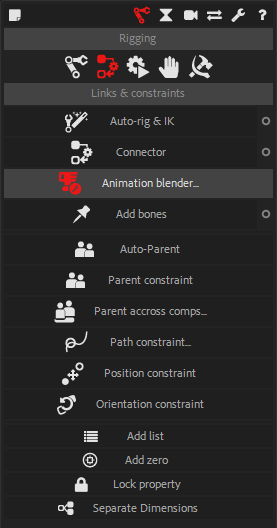 ?
Rigging
Links & constraints
Auto-rig & IK
Connector
Animation blender...
Add bones
Auto-Parent
Parent constraint
Parent accross comps...
Path constraint...
Position constraint
Orientation constraint
Add list
Add zero
Lock property
Separate Dimensions